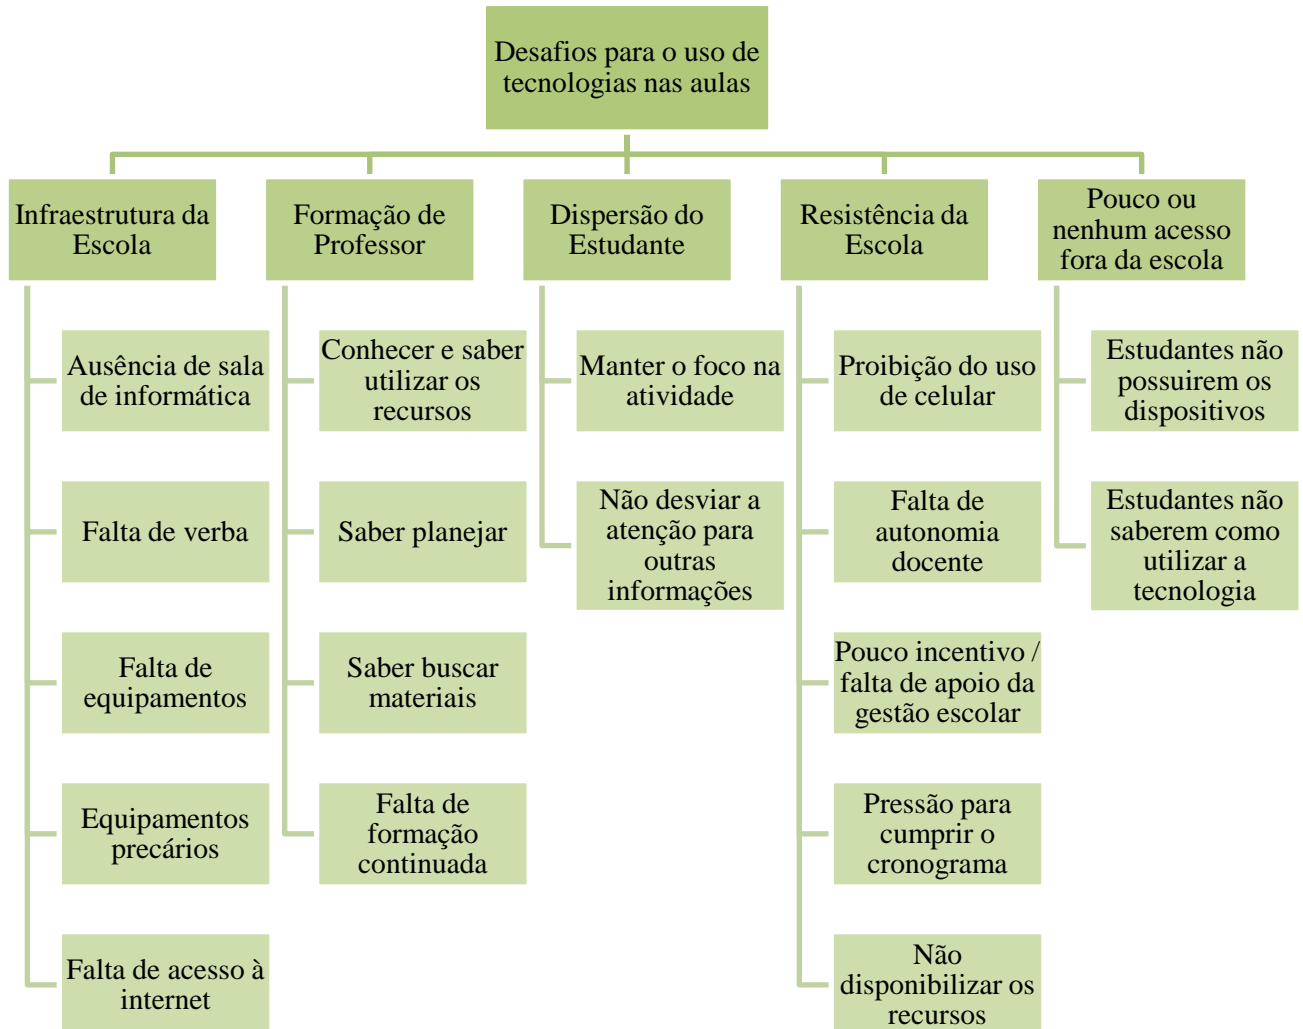 Desafios para o uso de
tecnologias nas aulas
Infraestrutura da
Escola
Ausência de sala
de informática
Falta de verba
Falta de
equipamentos
Equipamentos
precários
Falta de acesso à
internet
Formação de
Professor
Conhecer e saber
utilizar os
recursos
Saber planejar
Saber buscar
materiais
Falta de
formação
continuada
Dispersão do
Estudante
Manter o foco na
atividade
Não desviar a
atenção para
outras
informações
Resistência da
Escola
Proibição do uso
de celular
Falta de
autonomia
docente
Pouco incentivo /
falta de apoio da
gestão escolar
Pressão para
cumprir o
cronograma
Não
disponibilizar os
recursos
Pouco ou
nenhum acesso
fora da escola
Estudantes não
possuirem os
dispositivos
Estudantes não
saberem como
utilizar a
tecnologia